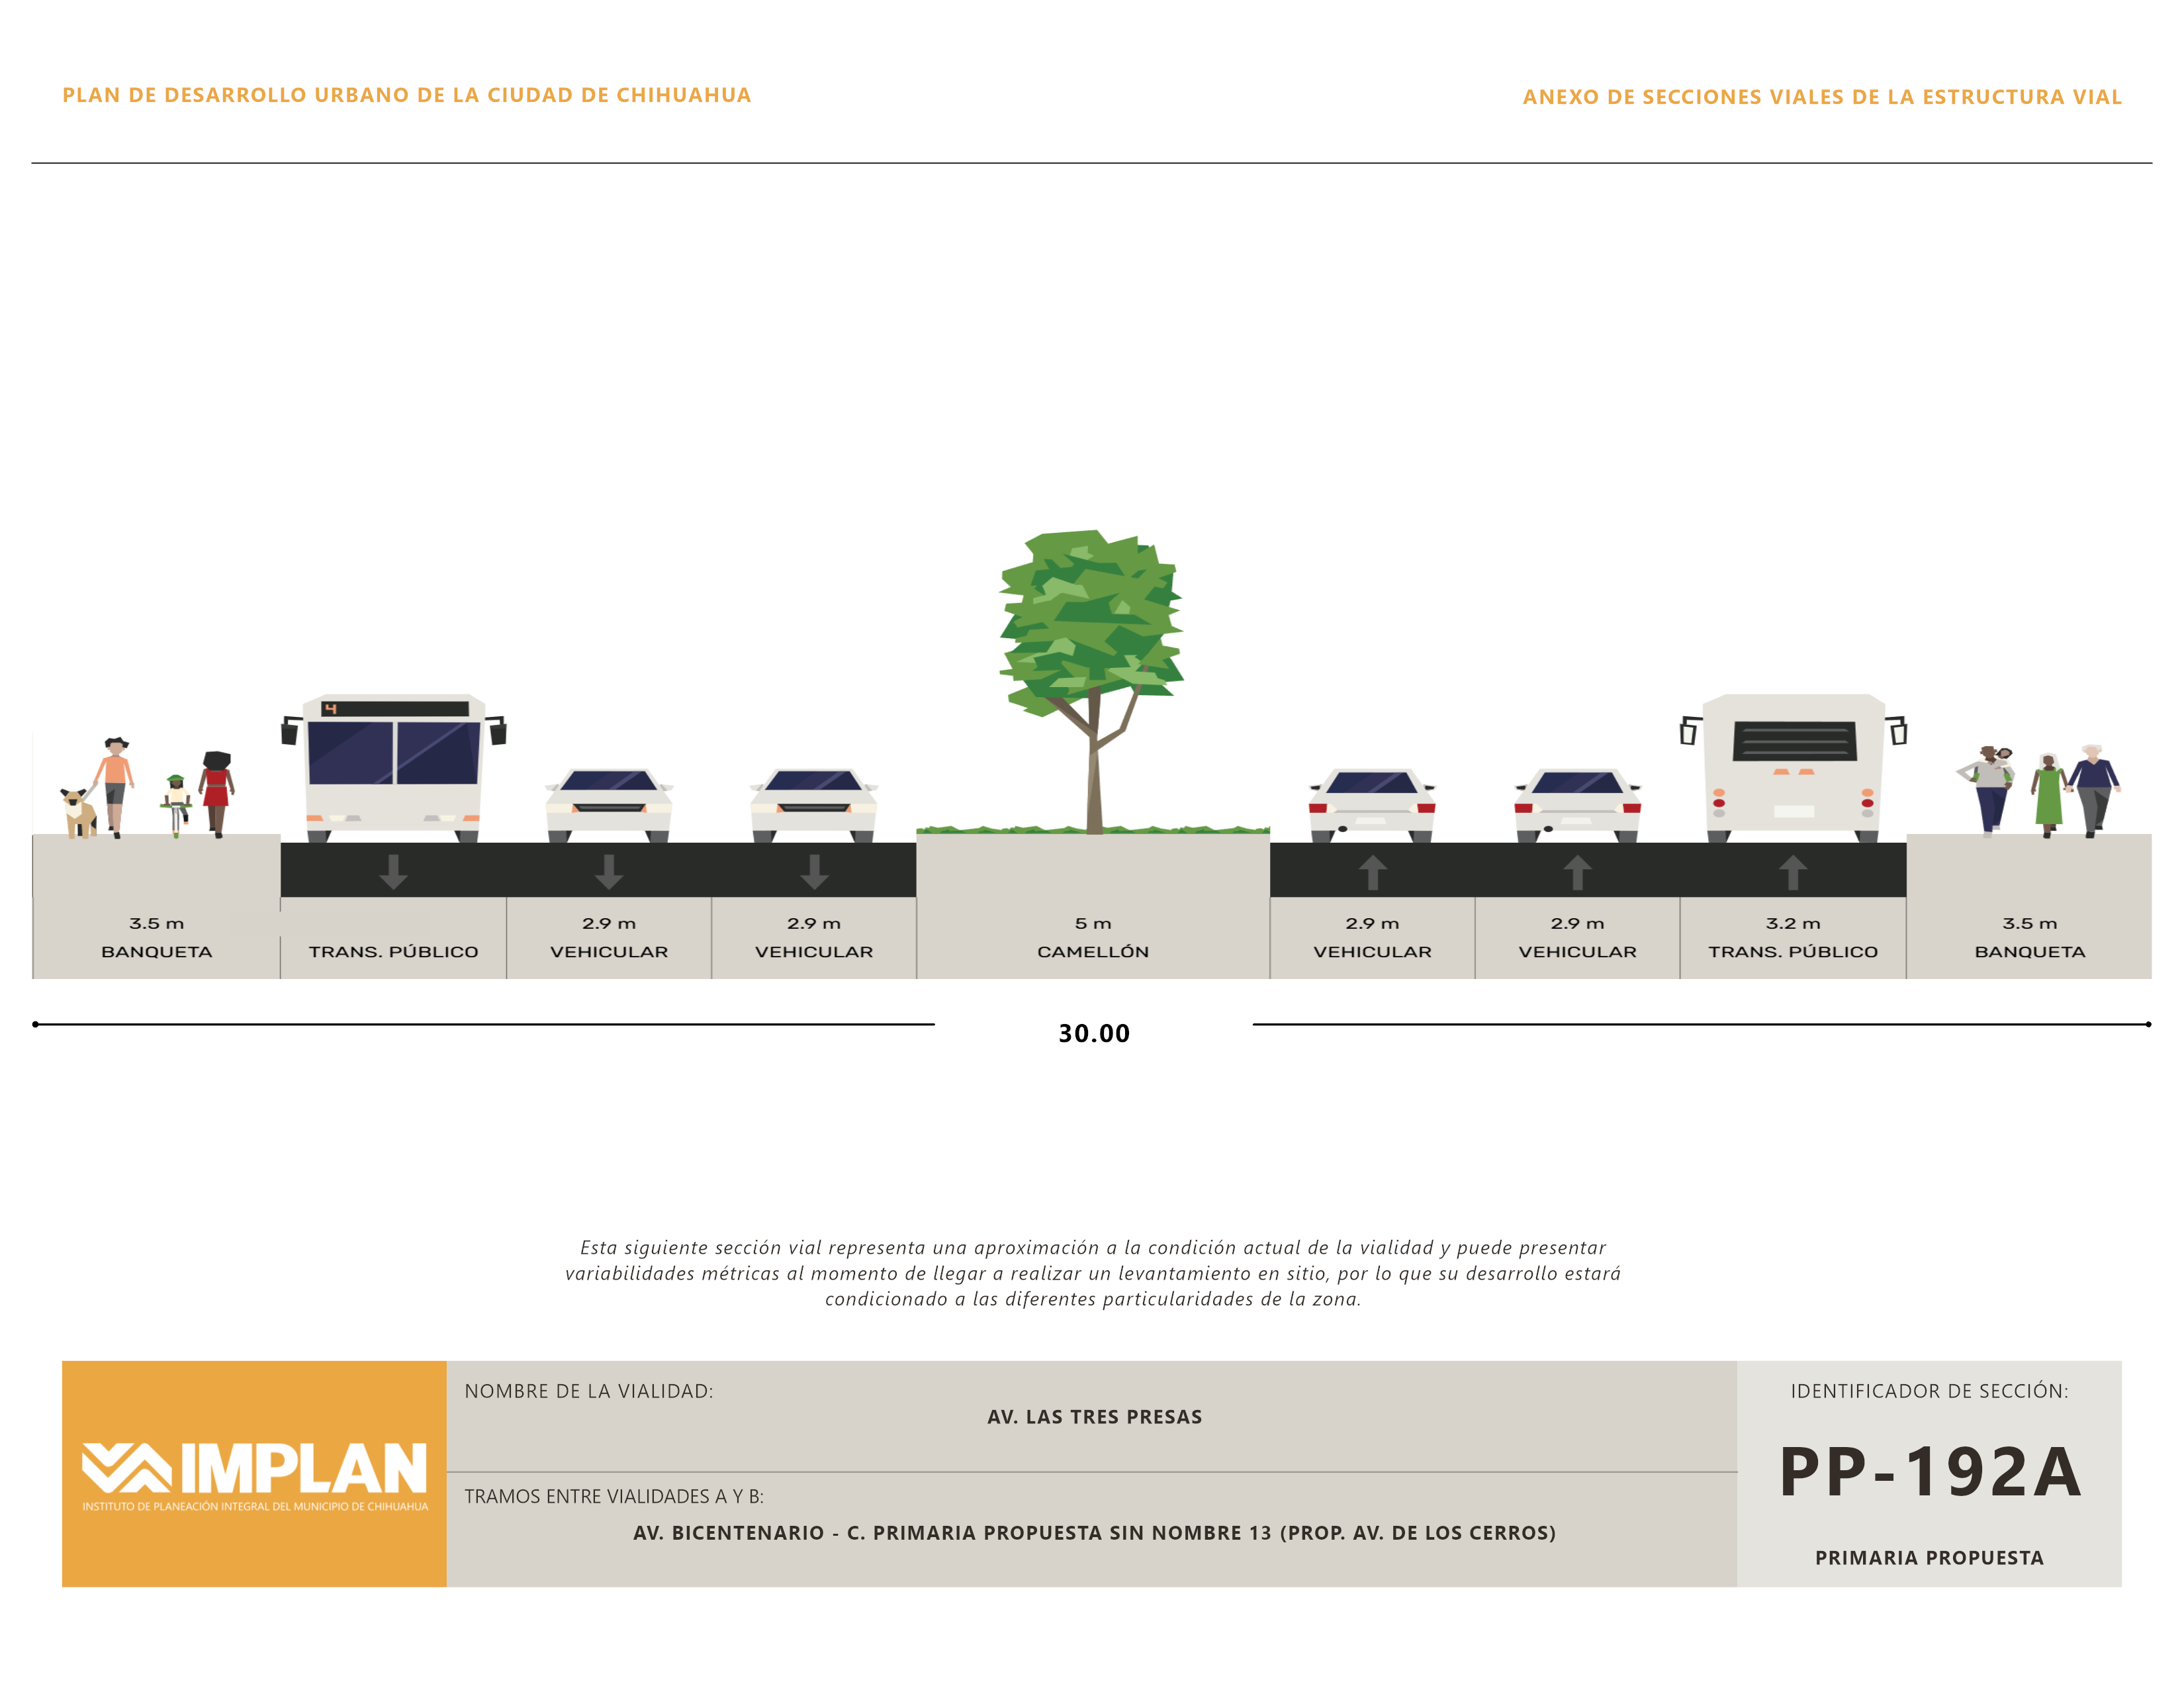 PLAN DE DESARROLLO URBANO DE LA CIUDAD DE CHIHUAHUA
ANEXO DE SECCIONES VIALES DE LA ESTRUCTURA VIAL
4
3.5 m
BANQUETA
TRANS. PÚBLICO
2.9 m
VEHICULAR
2.9 m
VEHICULAR
5 m
CAMELLÓN
2.9 m
VEHICULAR
2.9 m
VEHICULAR
3.2 m
TRANS. PÚBLICO
3.5 m
BANQUETA
30.00
Esta siguiente sección vial representa una aproximación a la condición actual de la vialidad y puede presentar
variabilidades métricas al momento de llegar a realizar un levantamiento en sitio, por lo que su desarrollo estará
condicionado a las diferentes particularidades de la zona.
IMPLAN
INSTITUTO DE PLANEACIÓN INTEGRAL DEL MUNICIPIO DE CHIHUAHUA
NOMBRE DE LA VIALIDAD:
AV. LAS TRES PRESAS
TRAMOS ENTRE VIALIDADES A Y B:
AV. BICENTENARIO - C. PRIMARIA PROPUESTA SIN NOMBRE 13 (PROP. AV. DE LOS CERROS)
IDENTIFICADOR DE SECCIÓN:
PP-192A
PRIMARIA PROPUESTA